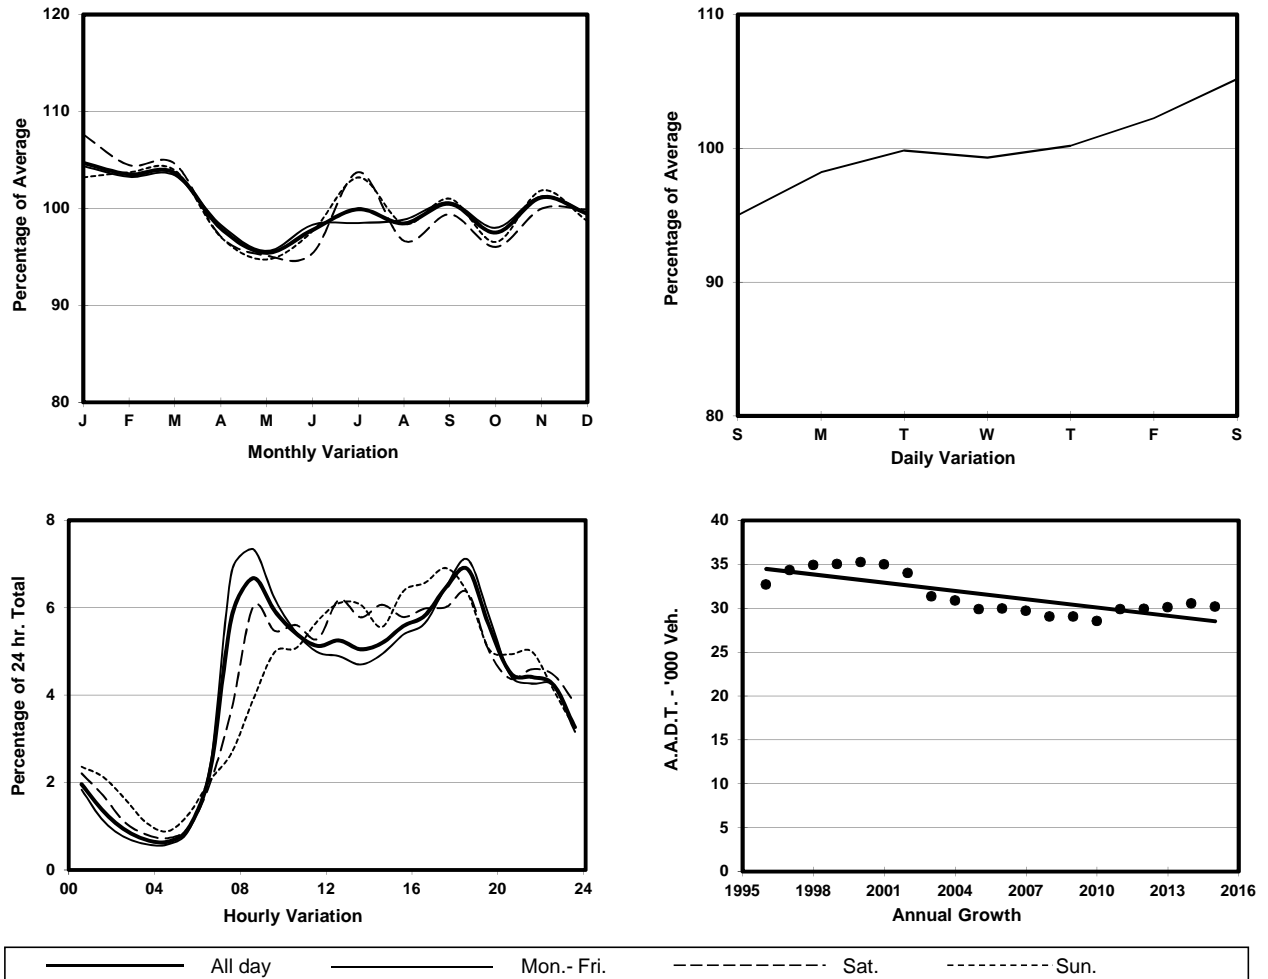 120
110
100
90
80
Percentage of Average
J F M A M J J A S O N D
Monthly Variation
110
100
90
80
Percentage of Average
S M T W T F S
Daily Variation
8
6
4
2
0
Percentage of 24 hr. Total
00 04 08 12 16 20 24
Hourly Variation
40
35
30
25
20
15
10
5
0
A.A.D.T. - '000 Veh.
1995 1998 2001 2004 2007 2010 2013 2016
Annual Growth
All day Mon.- Fri. Sat. Sun.